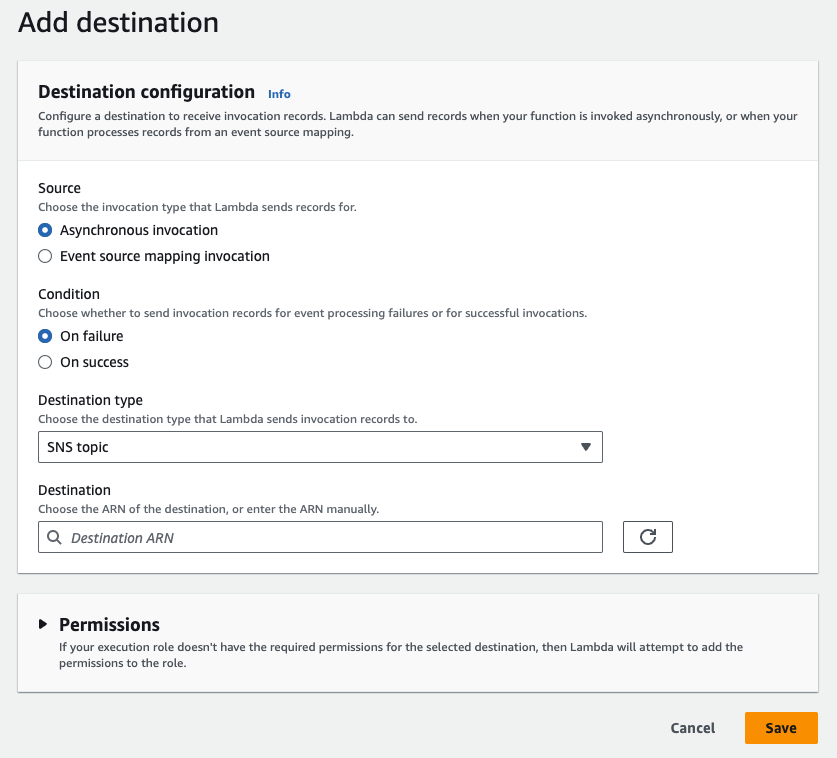 Add destination
Destination configuration Info
Configure a destination to receive invocation records. Lambda can send records when your function is invoked asynchronously, or when your
function processes records from an event source mapping.
Source
Choose the invocation type that Lambda sends records for.
Asynchronous invocation
Event source mapping invocation
Condition
Choose whether to send invocation records for event processing failures or for successful invocations.
On failure
On success
Destination type
Choose the destination type that Lambda sends invocation records to.
SNS topic
Destination
Choose the ARN of the destination, or enter the ARN manually.
Destination ARN
Permissions
If your execution role doesn't have the required permissions for the selected destination, then Lambda will attempt to add the
permissions to the role.
Cancel Save